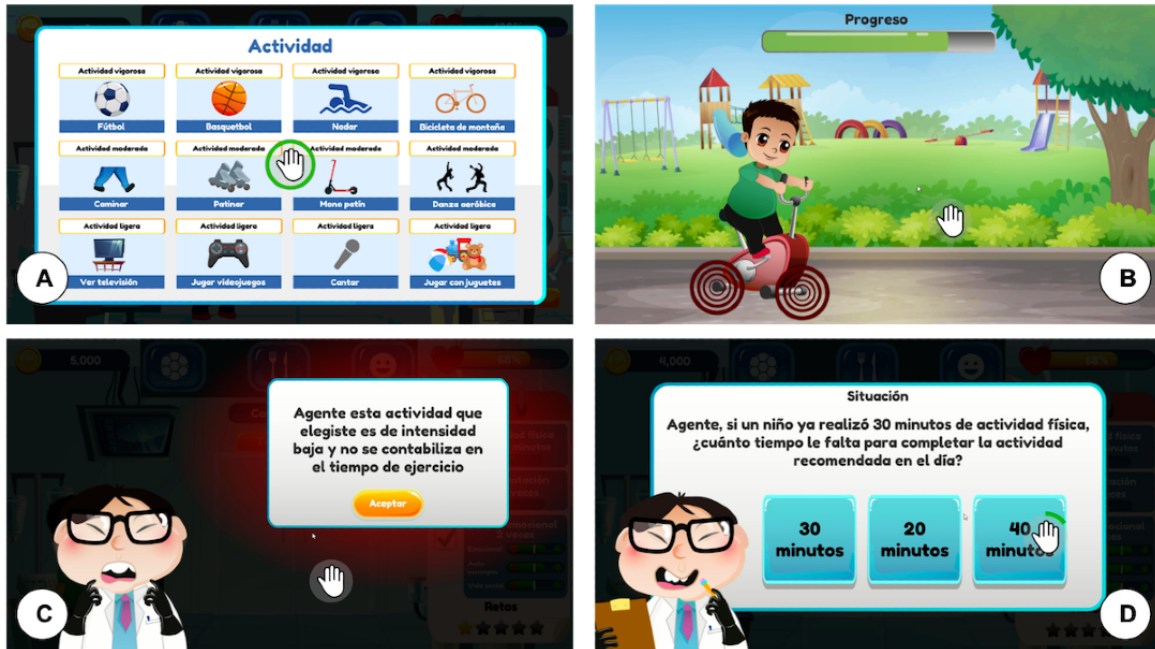 Actividad
Actividad vigorosa
Actividad vigorosa
Actividad vigorosa
Actividad vigorosa
Fútbol
Basquetbol
Nadar
Bicicleta de montaña
Actividad moderada
Actividad moderada
Actividad moderada
Actividad moderada
Caminar
Patinar
Mono patín
Danza aeróbica
Actividad ligera
Actividad ligera
Actividad ligera
Actividad ligera
Ver televisión
Jugar videojuegos
Cantar
Jugar con juguetes
A
Progreso
B
5,000
68%
Agente esta actividad que
elegiste es de intensidad
baja y no se contabiliza en
el tiempo de ejercicio
Aceptar
Retos
C
4,000
68%
Situación
Agente, si un niño ya realizó 30 minutos de actividad física,
¿cuánto tiempo le falta para completar la actividad
recomendada en el día?
30
minutos
20
minutos
40
minutos
D